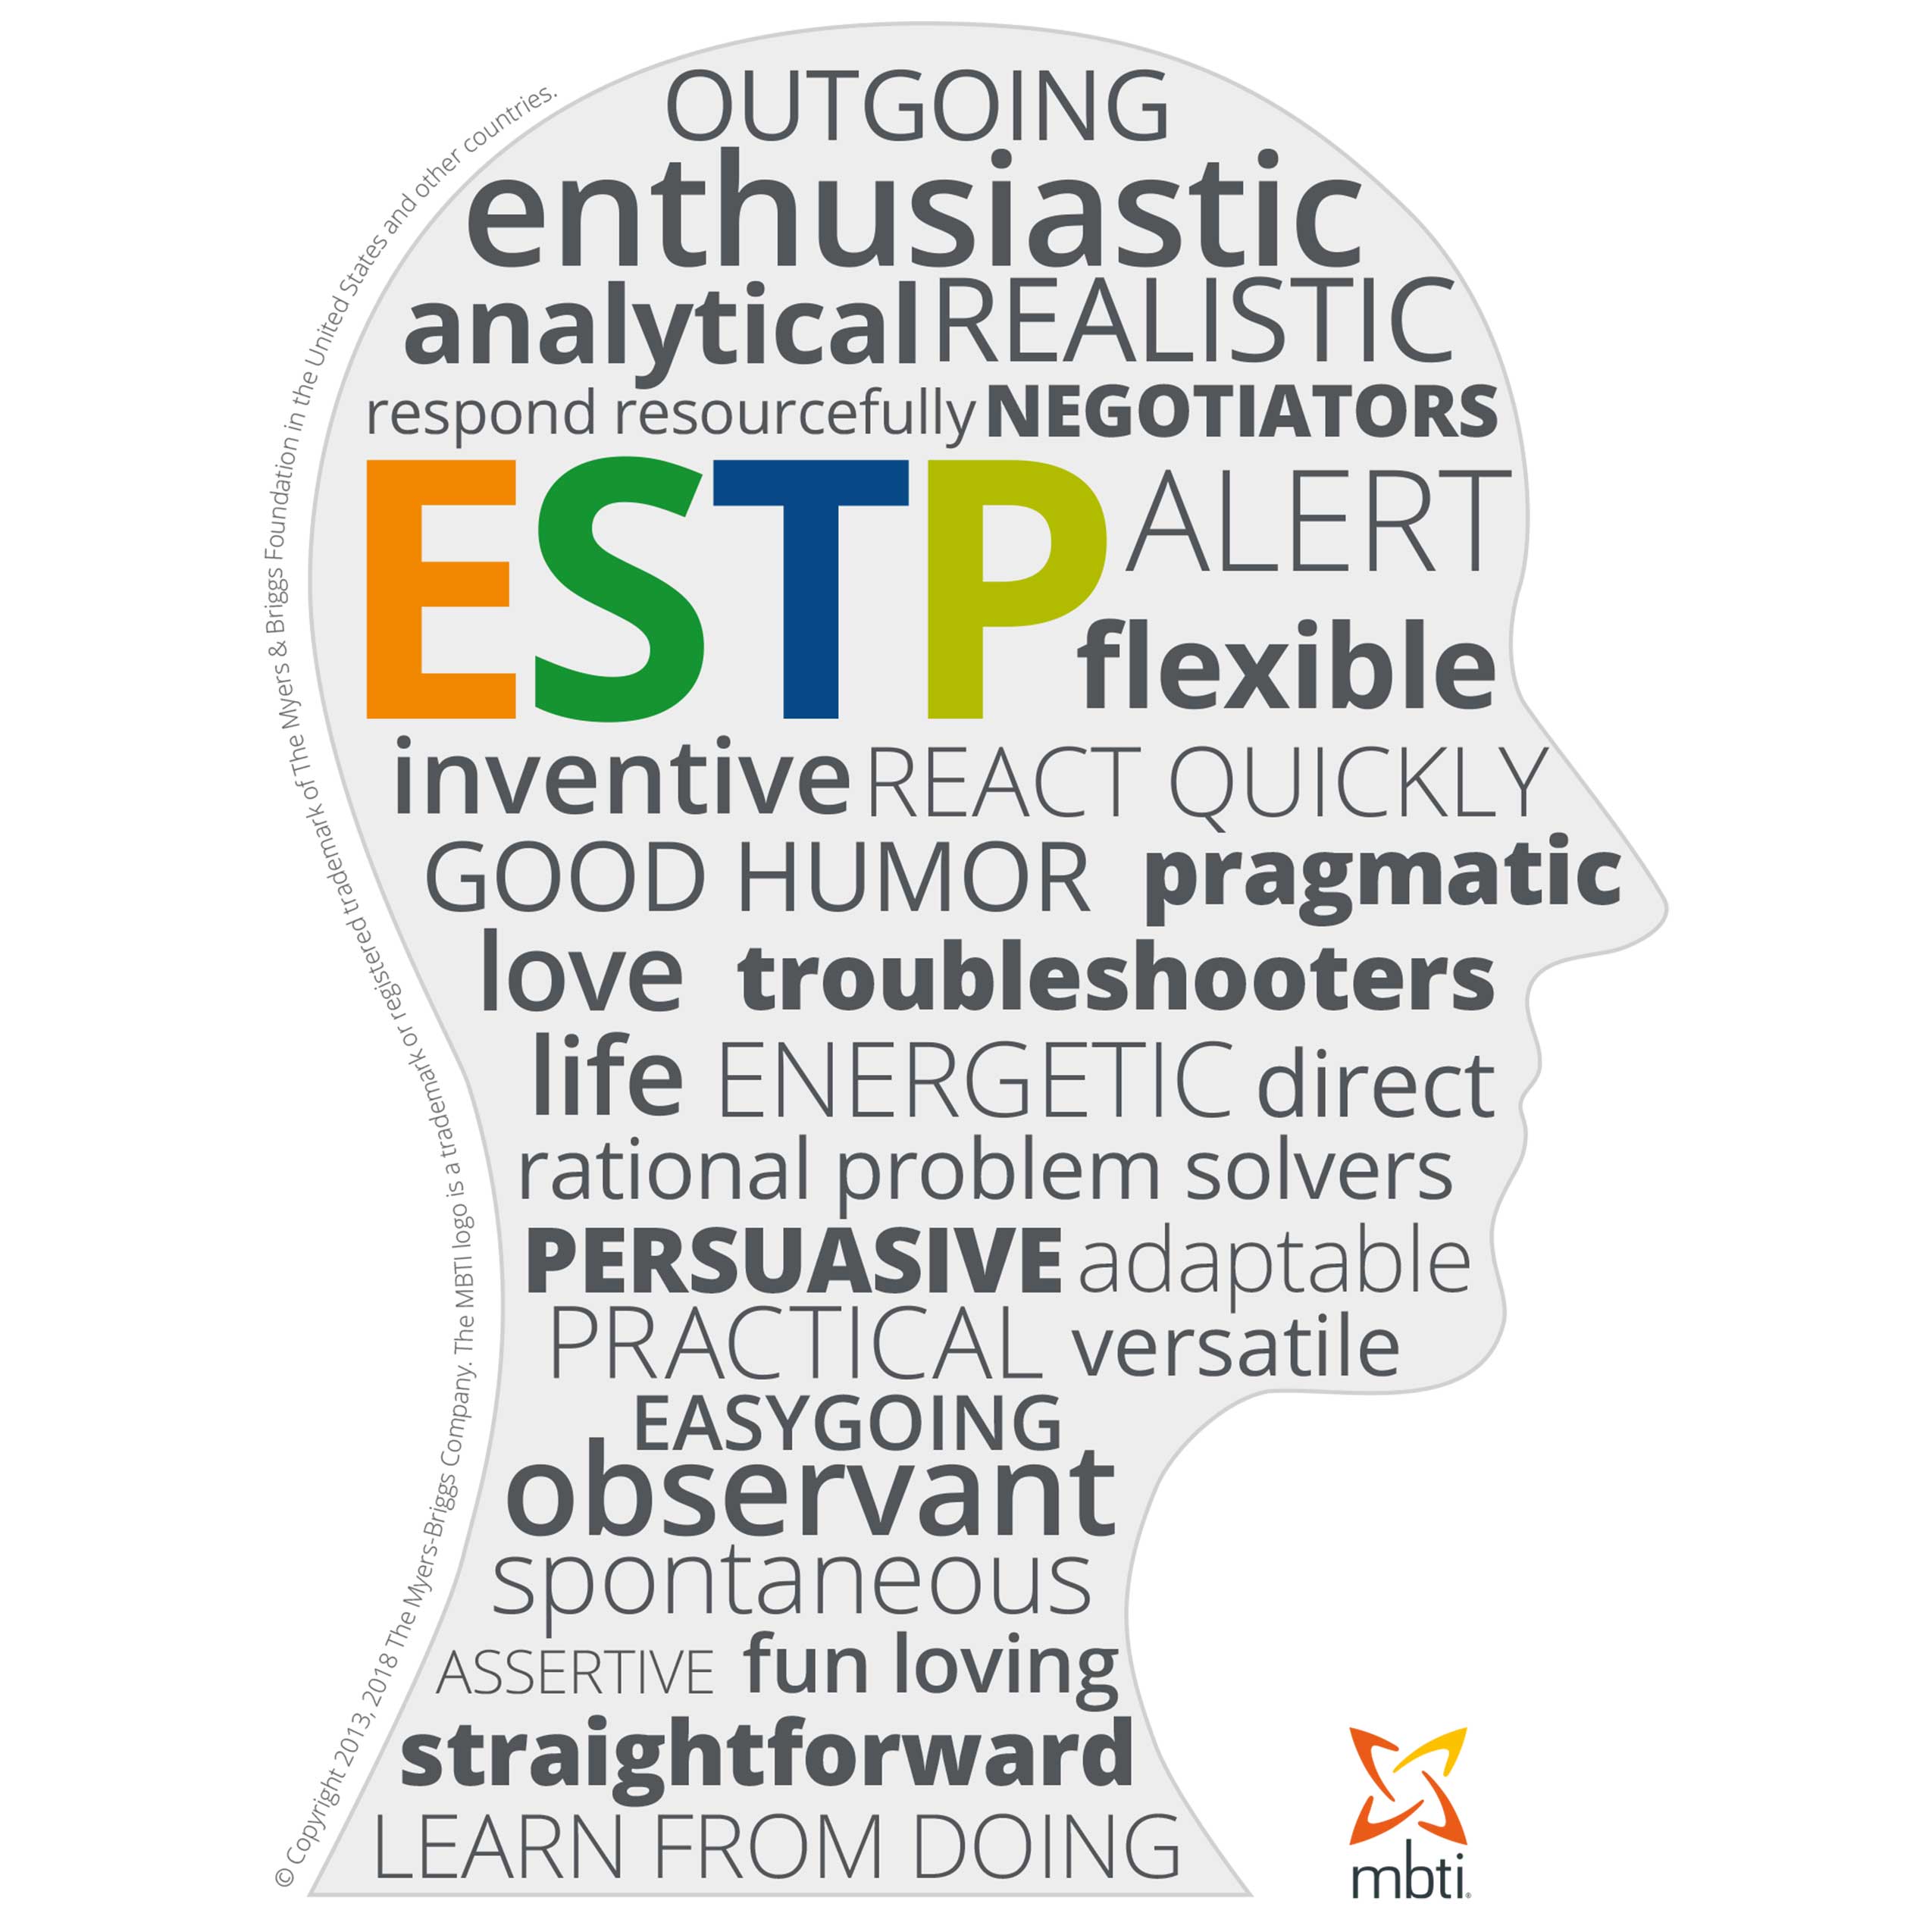 OUTGOING
enthusiastic
analytical REALISTIC
respond resourcefully NEGOTIATORS
ESTP ALERT
flexible
inventive REACT QUICKLY
GOOD HUMOR pragmatic
love troubleshooters
life ENERGETIC direct
rational problem solvers
PERSUASIVE adaptable
PRACTICAL versatile
EASYGOING
observant
spontaneous
ASSERTIVE fun loving
straightforward
LEARN FROM DOING
© Copyright 2013, 2018 The Myers-Briggs Company. The MBTI logo is a trademark or registered trademark of The Myers & Briggs Foundation in the United States and other countries.
mbti®